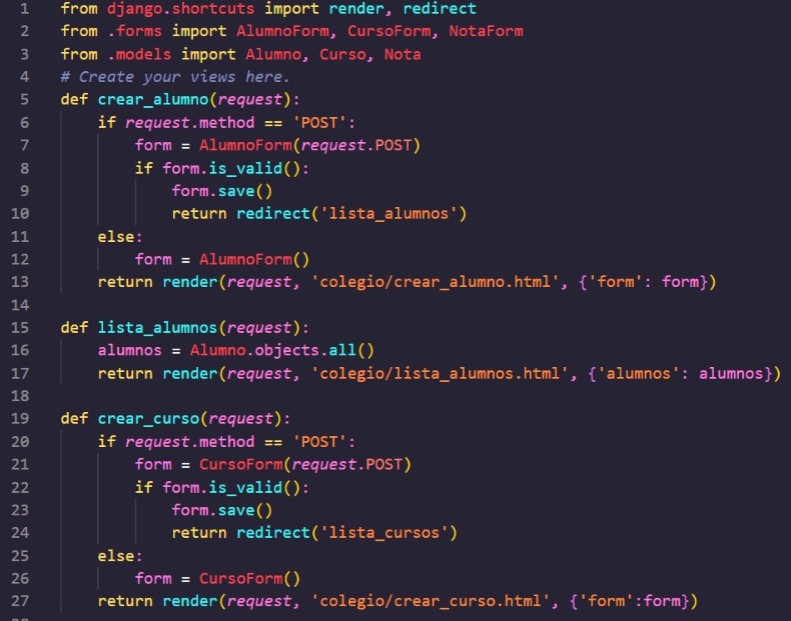 1 from django.shortcuts import render, redirect
2 from .forms import AlumnoForm, CursoForm, NotaForm
3 from .models import Alumno, Curso, Nota
4 # Create your views here.
5 def crear_alumno(request):
6     if request.method == 'POST':
7         form = AlumnoForm(request.POST)
8         if form.is_valid():
9             form.save()
10             return redirect('lista_alumnos')
11     else:
12         form = AlumnoForm()
13     return render(request, 'colegio/crear_alumno.html', {'form': form})
14
15 def lista_alumnos(request):
16     alumnos = Alumno.objects.all()
17     return render(request, 'colegio/lista_alumnos.html', {'alumnos': alumnos})
18
19 def crear_curso(request):
20     if request.method == 'POST':
21         form = CursoForm(request.POST)
22         if form.is_valid():
23             form.save()
24             return redirect('lista_cursos')
25     else:
26         form = CursoForm()
27     return render(request, 'colegio/crear_curso.html', {'form':form})